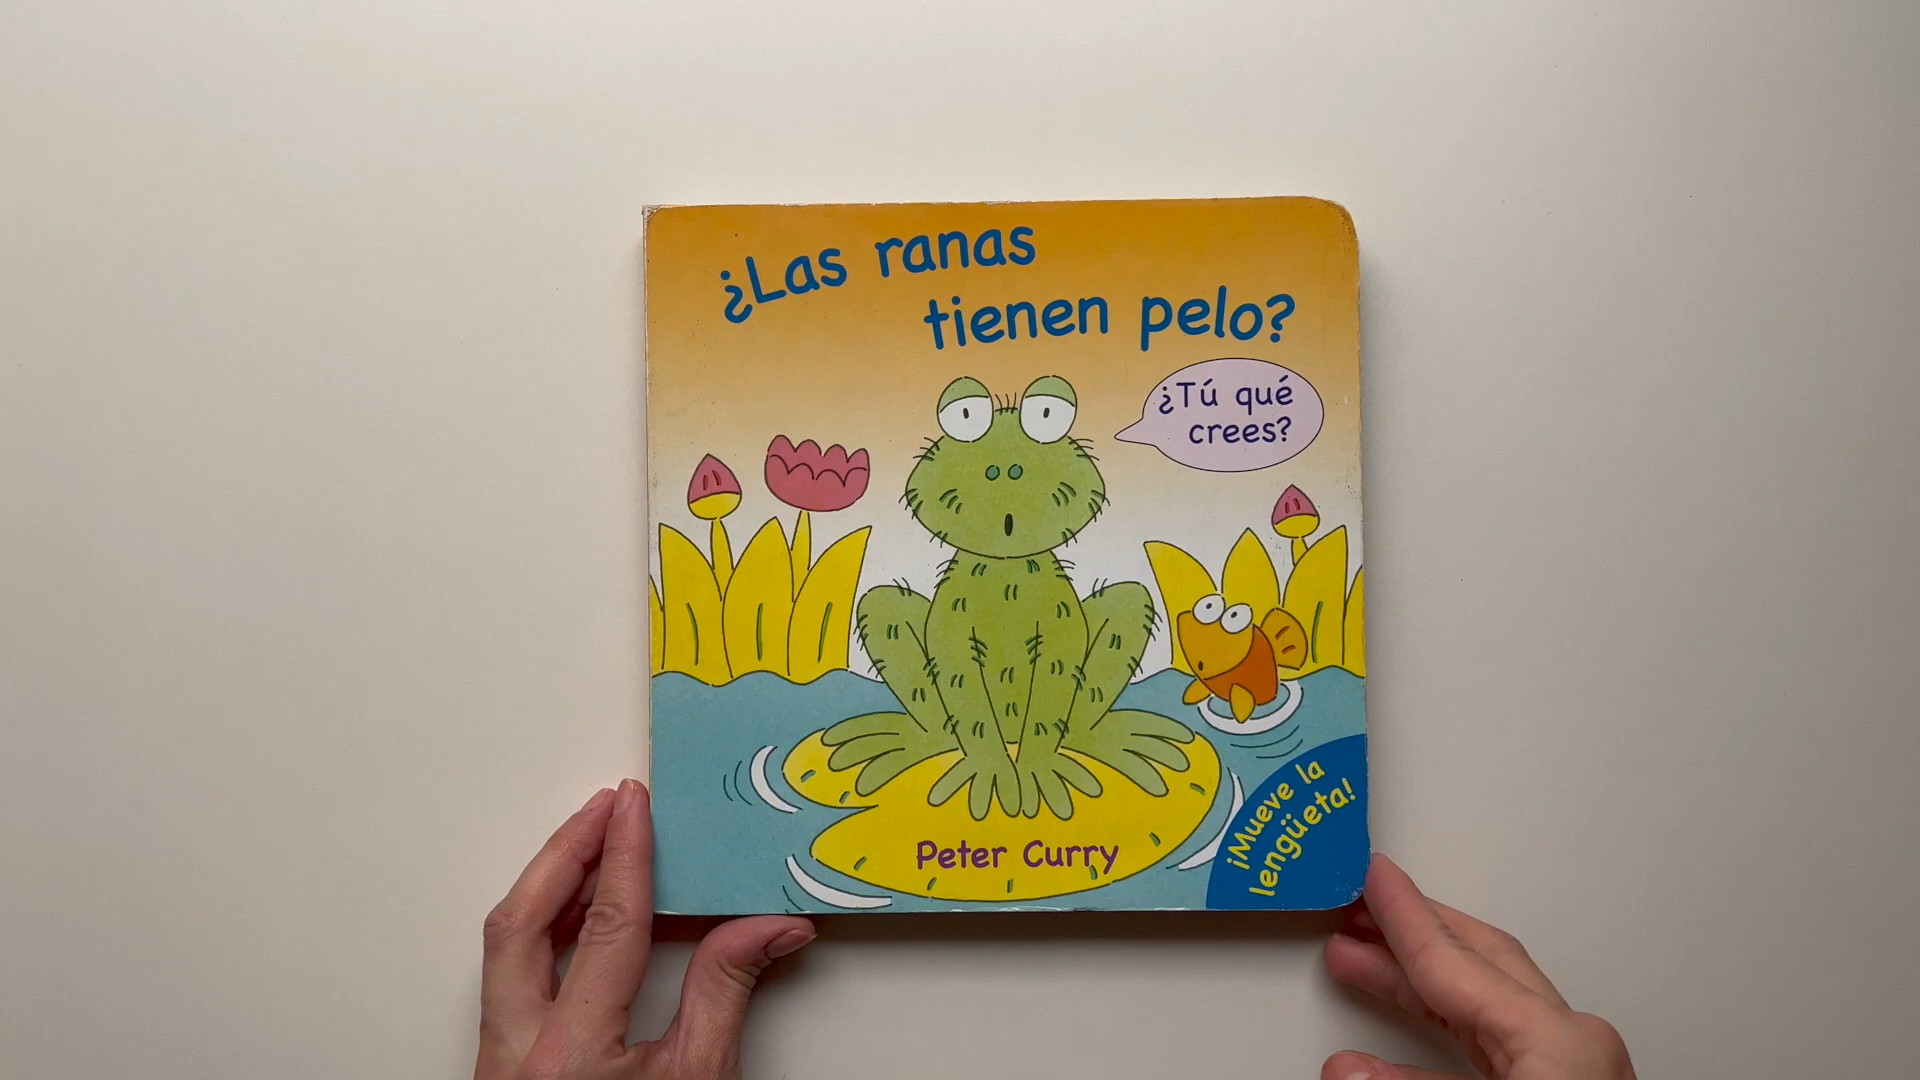 ¿Las ranas
tienen pelo?
¿Tú qué
crees?
Peter Curry
¡Mueve la
lengüeta!